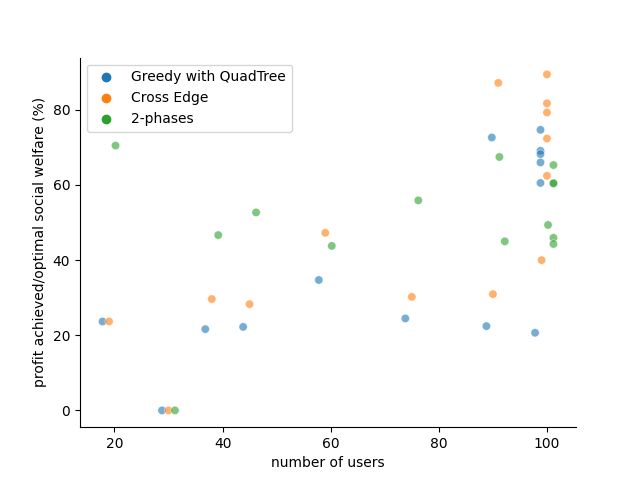 Greedy with QuadTree
Cross Edge
2-phases
profit achieved/optimal social welfare (%)
80
60
40
20
0
20 40 60 80 100
number of users